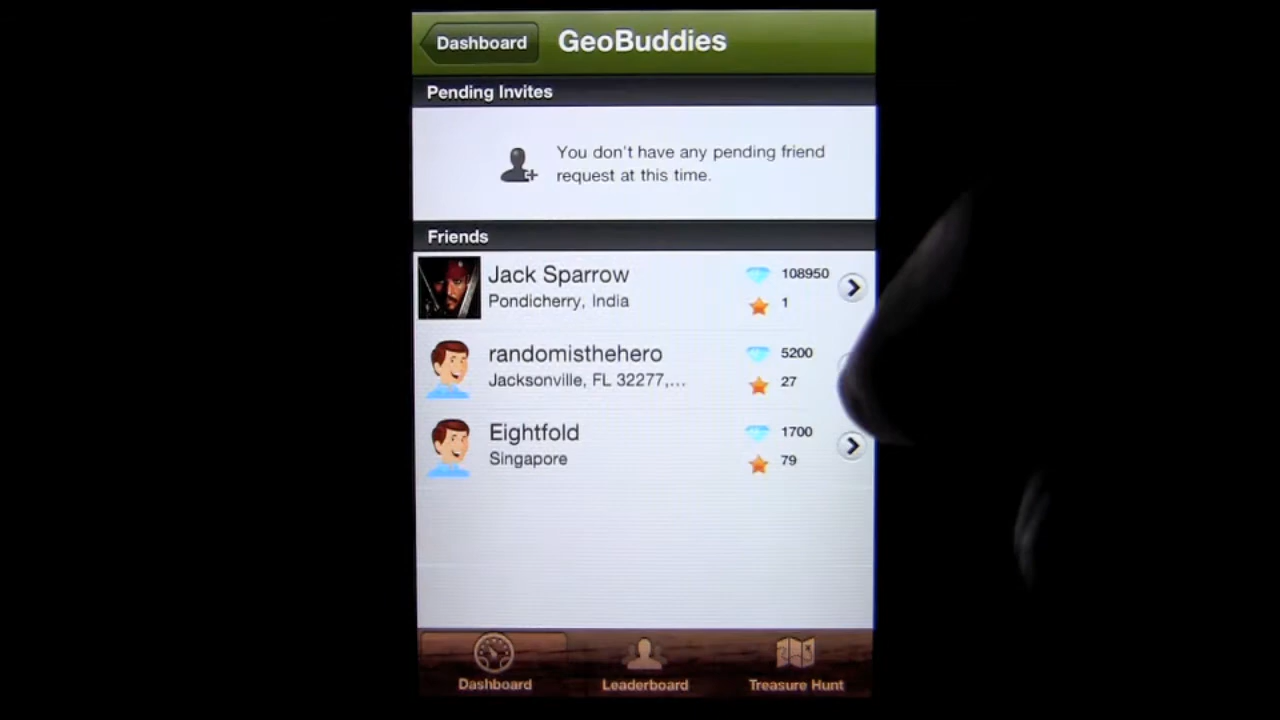 Dashboard
GeoBuddies
Pending Invites
You don't have any pending friend
request at this time.
Friends
Jack Sparrow
108950
Pondicherry, India
1
randomisthehero
5200
Jacksonville, FL 32277,...
27
Eightfold
1700
Singapore
79
Dashboard
Leaderboard
Treasure Hunt